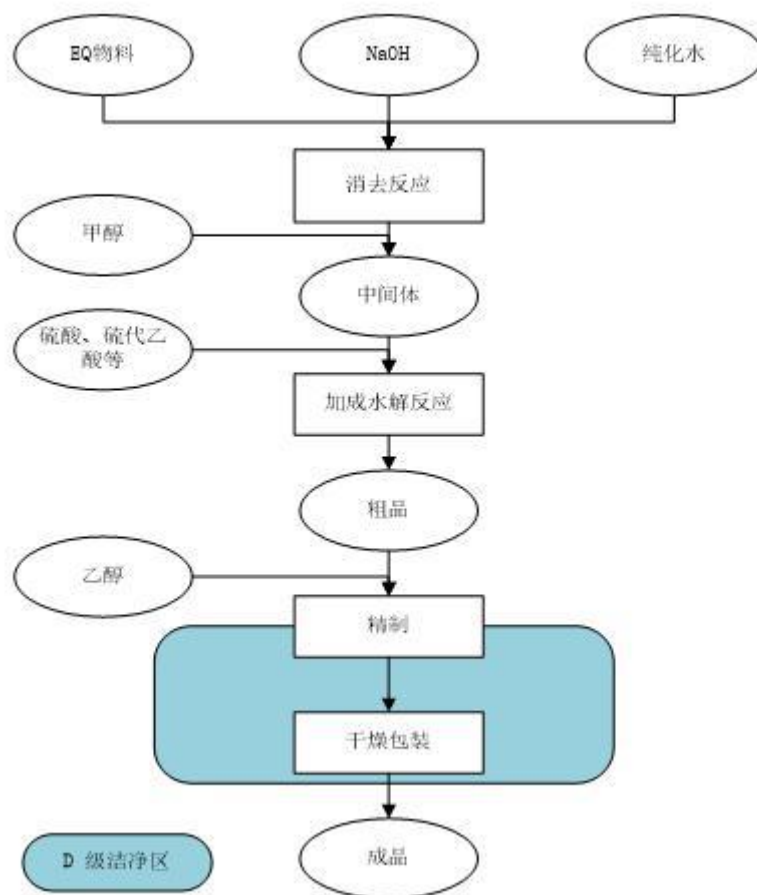 EQ物料
NaOH
纯化水
消去反应
甲醇
中间体
硫酸、硫代乙
酸等
加成水解反应
粗品
乙醇
精制
干燥包装
D 级洁净区
成品